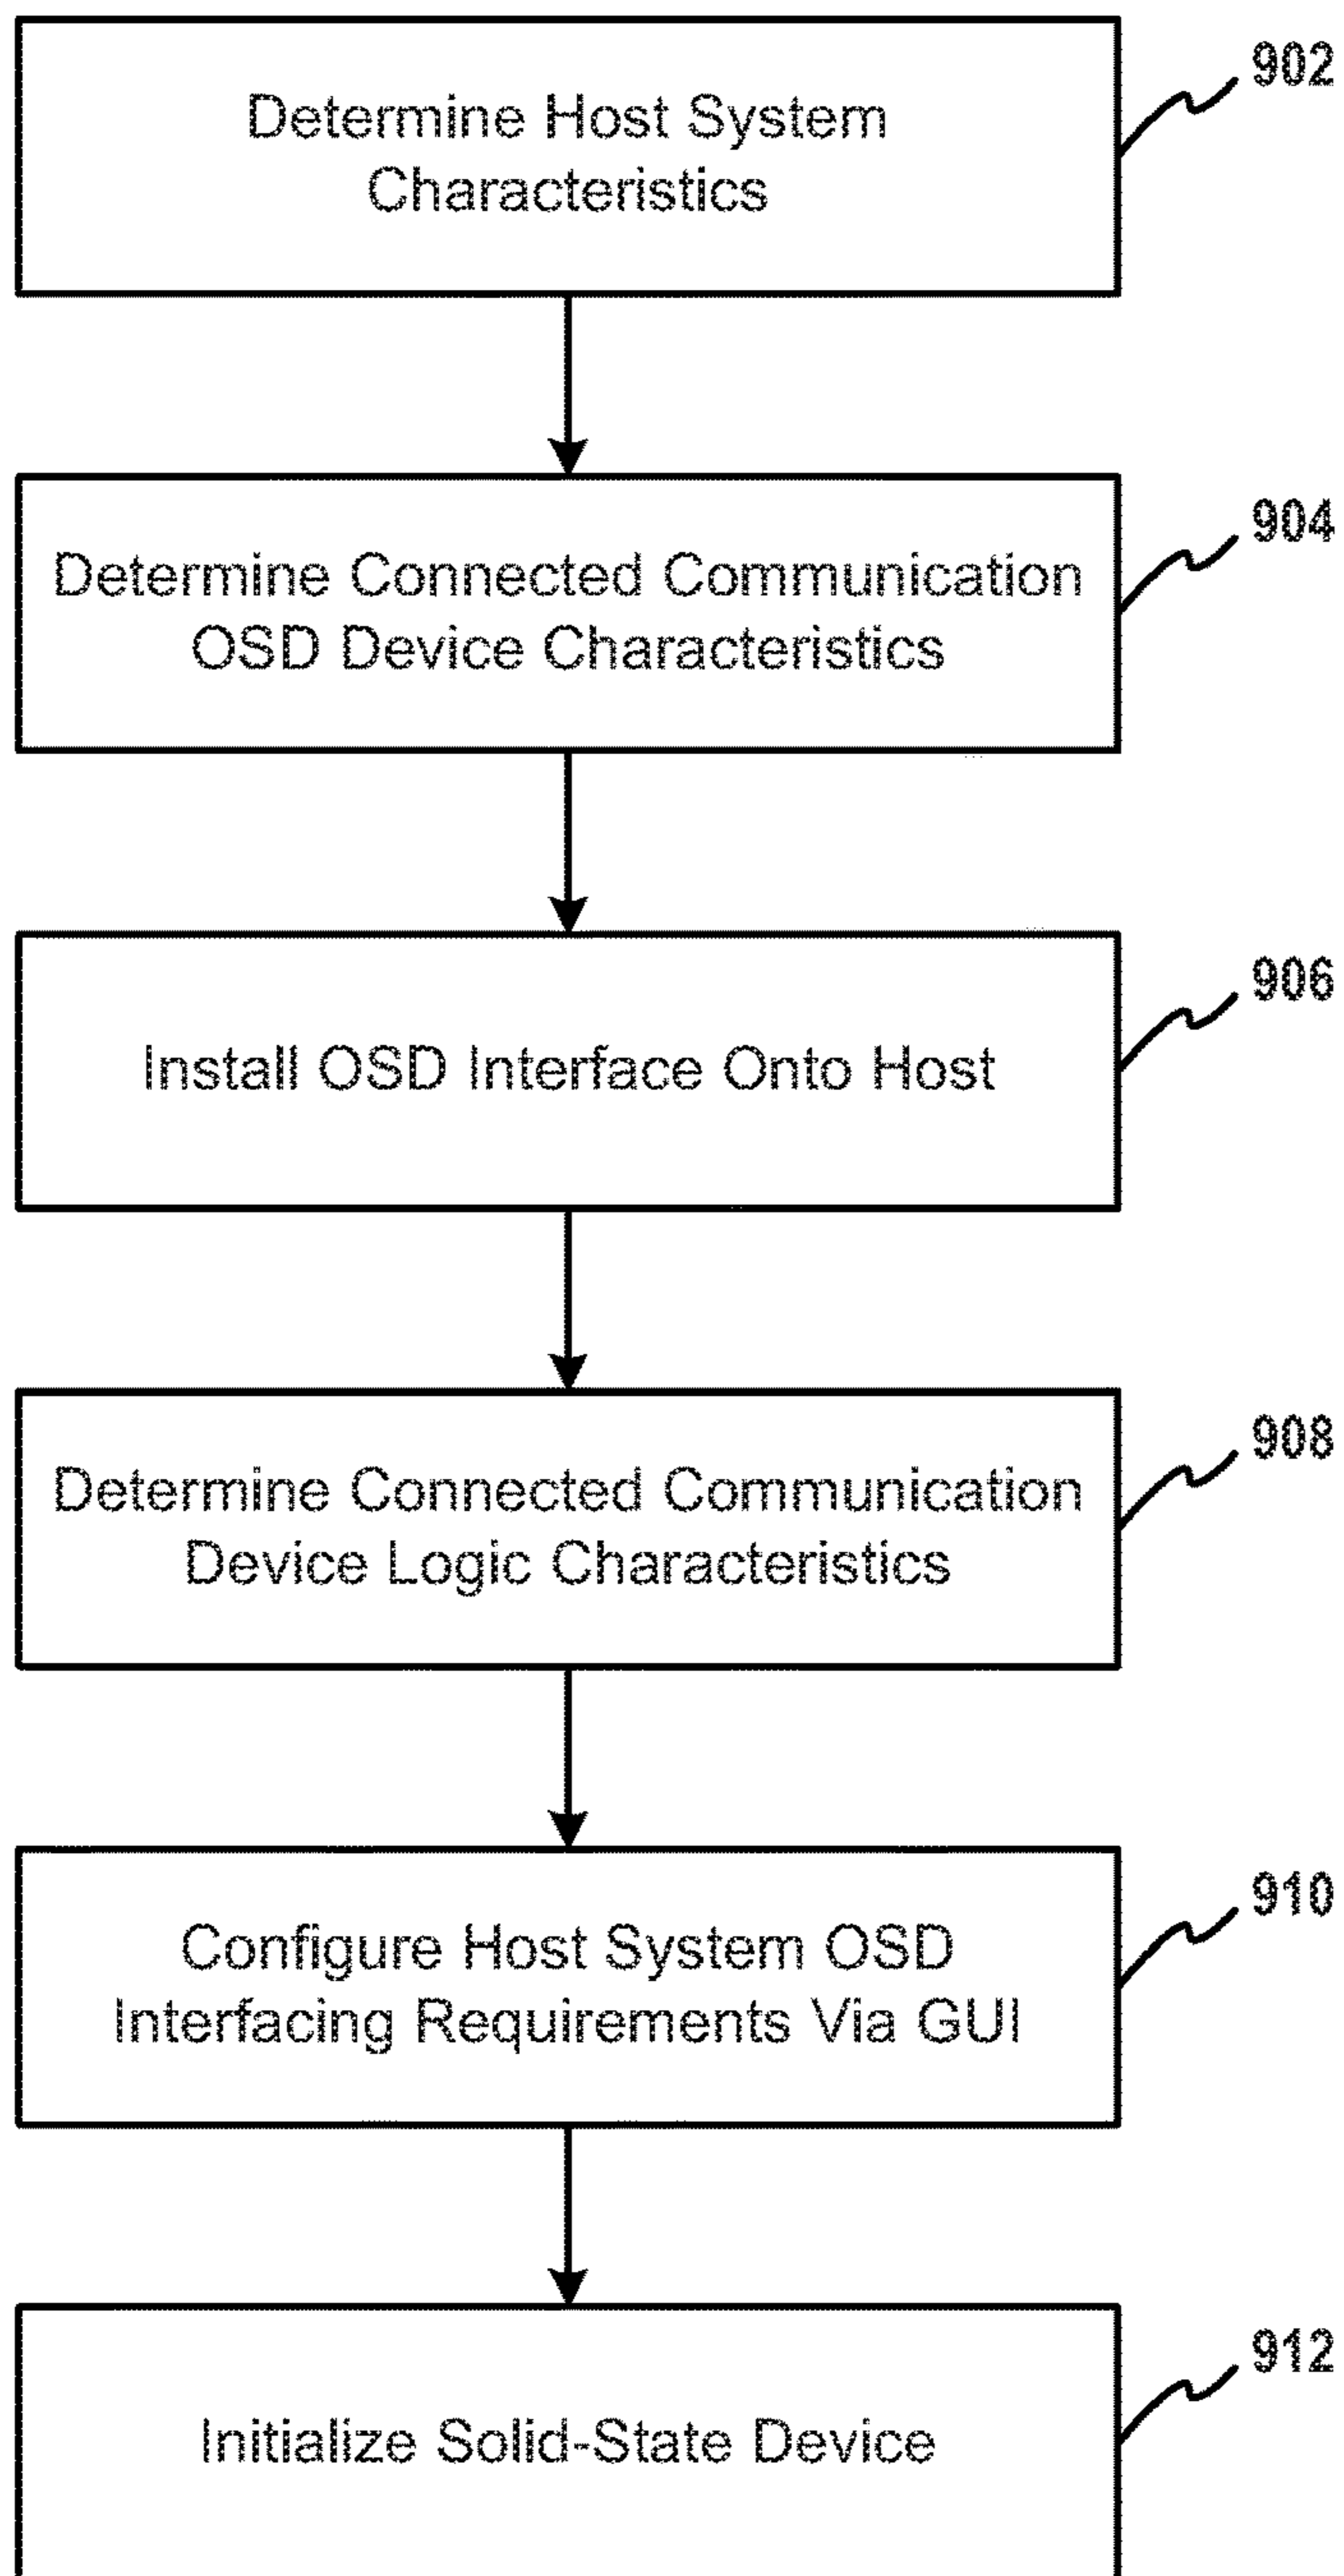 902
Determine Host System
Characteristics
904
Determine Connected Communication
OSD Device Characteristics
906
Install OSD Interface Onto Host
908
Determine Connected Communication
Device Logic Characteristics
910
Configure Host System OSD
Interfacing Requirements Via GUI
912
Initialize Solid-State Device